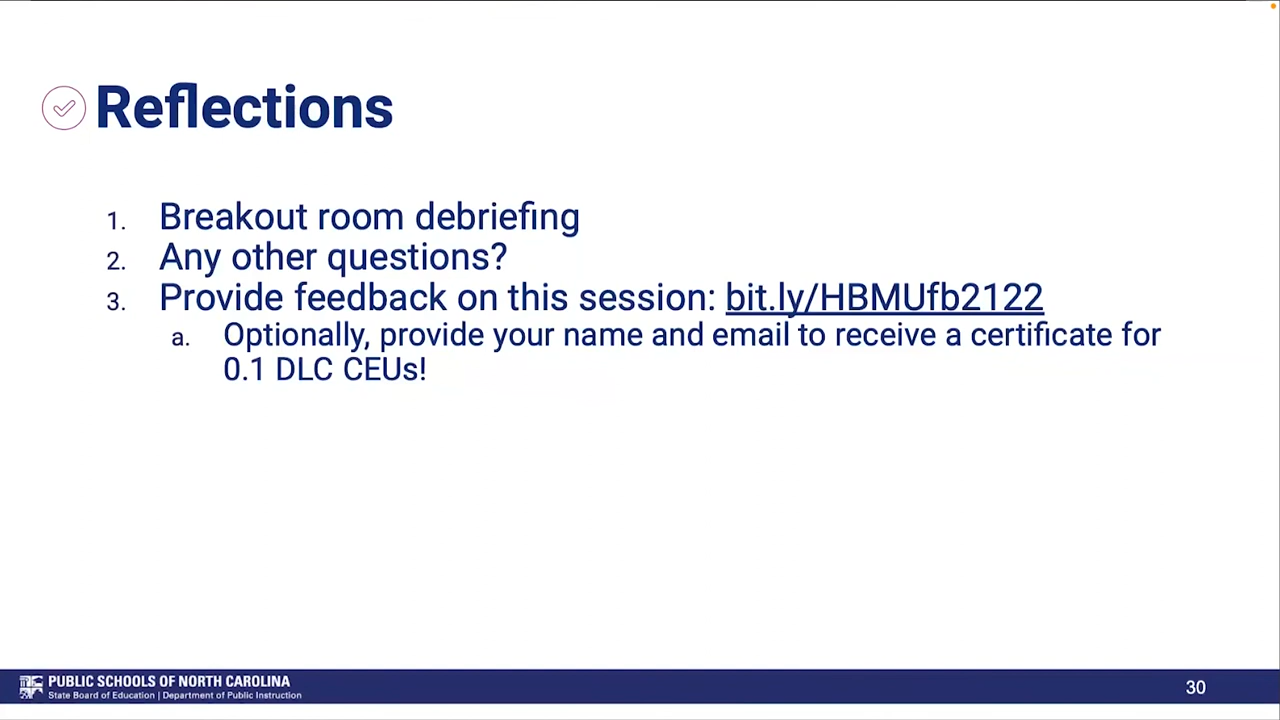 Reflections
1. Breakout room debriefing
2. Any other questions?
3. Provide feedback on this session: bit.ly/HBMUfb2122
a. Optionally, provide your name and email to receive a certificate for
0.1 DLC CEUs!
PUBLIC SCHOOLS OF NORTH CAROLINA
State Board of Education | Department of Public Instruction
30